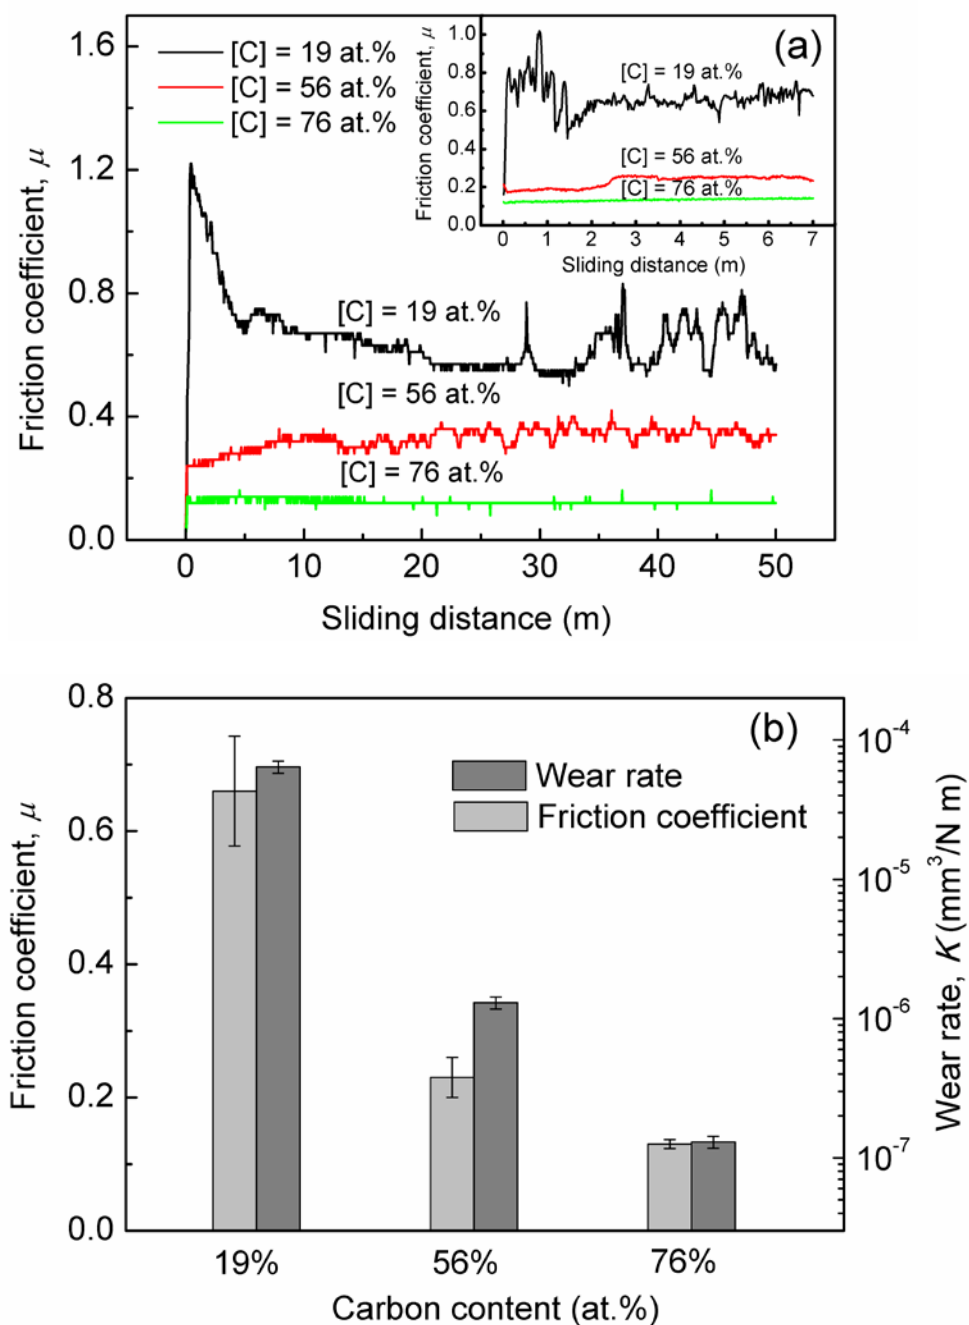 (a)
[C] = 19 at.%
[C] = 56 at.%
[C] = 76 at.%
Friction coefficient, μ
1.6
1.2
0.8
0.4
0.0
[C] = 19 at.%
[C] = 56 at.%
[C] = 76 at.%
0 10 20 30 40 50
Sliding distance (m)
Friction coefficient, μ
1.0
0.8
0.6
0.4
0.2
0.0
[C] = 19 at.%
[C] = 56 at.%
[C] = 76 at.%
0 1 2 3 4 5 6 7
Sliding distance (m)
(b)
Wear rate
Friction coefficient
Friction coefficient, μ
0.8
0.6
0.4
0.2
0.0
10⁻⁴
10⁻⁵
10⁻⁶
10⁻⁷
Wear rate, K (mm³/N m)
19% 56% 76%
Carbon content (at.%)